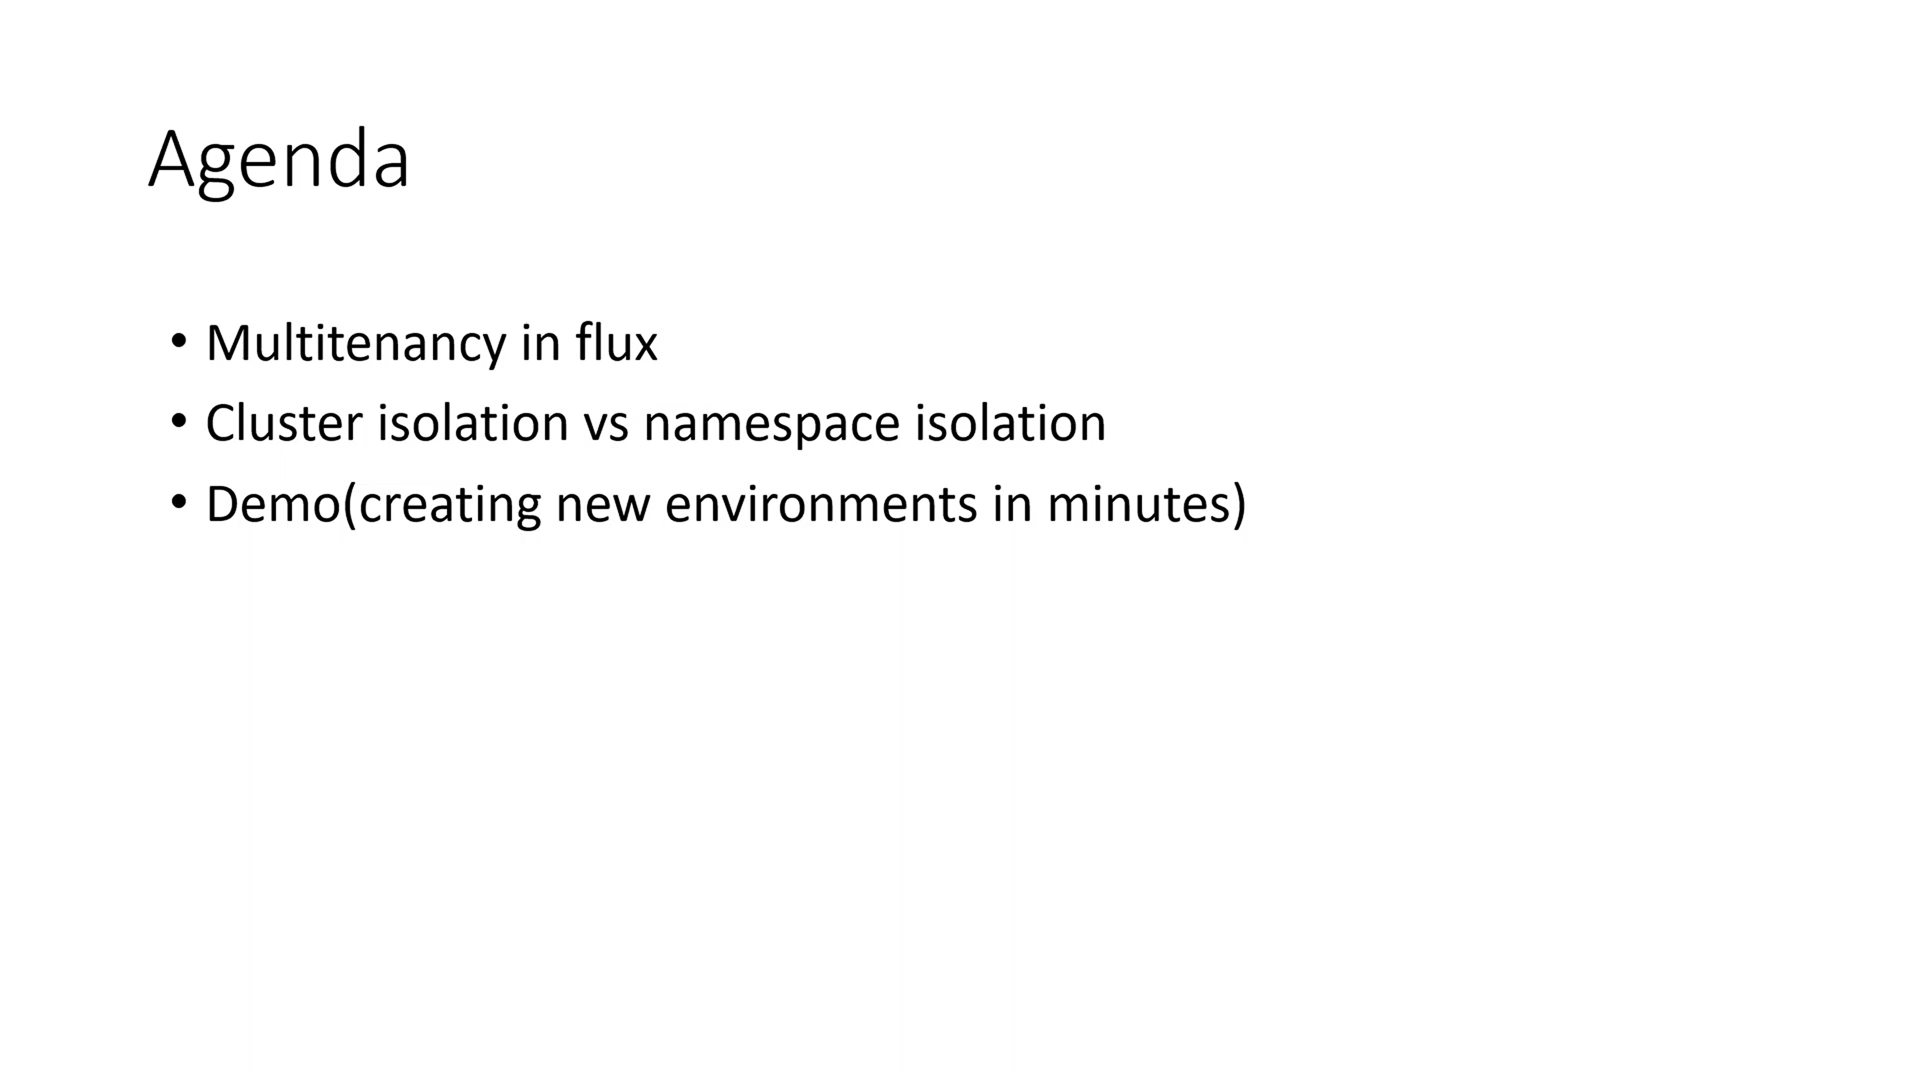 Agenda
• Multitenancy in flux
• Cluster isolation vs namespace isolation
• Demo(creating new environments in minutes)